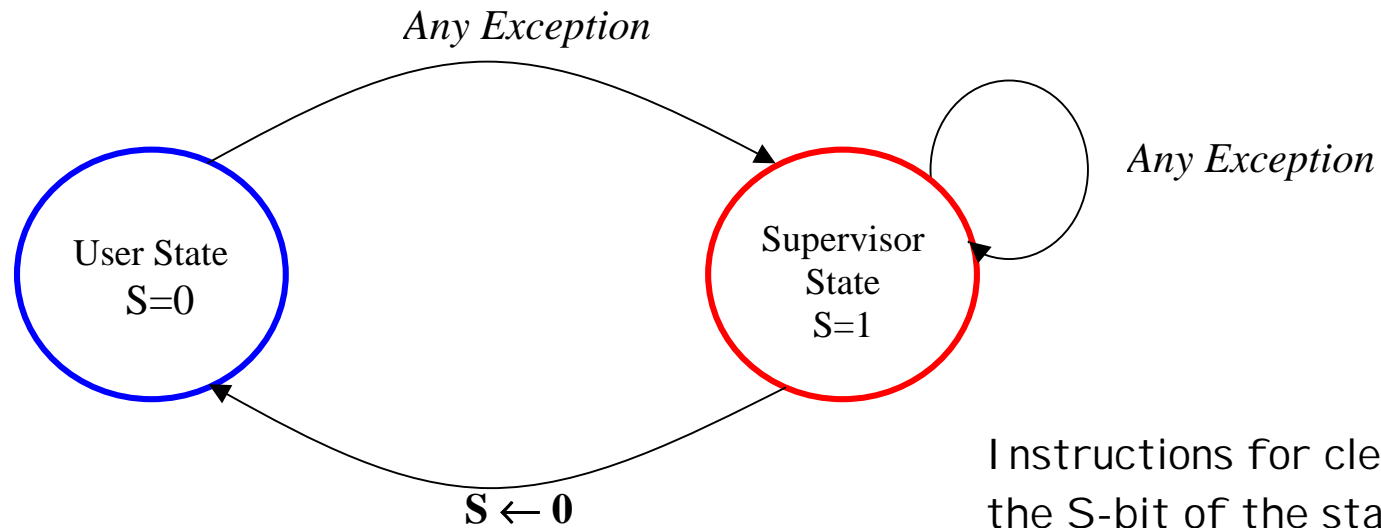 Any Exception
Any Exception
User State
S=0
Supervisor
State
S=1
S ← 0
Instructions for cle
the S-bit of the sta